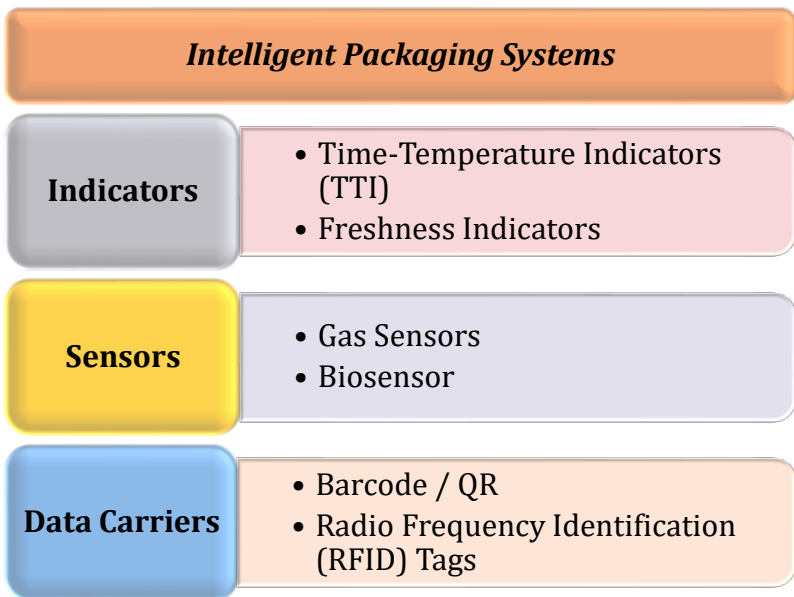 Intelligent Packaging Systems
Indicators
• Time-Temperature Indicators
(TTI)
• Freshness Indicators
Sensors
• Gas Sensors
• Biosensor
Data Carriers
• Barcode / QR
• Radio Frequency Identification
(RFID) Tags